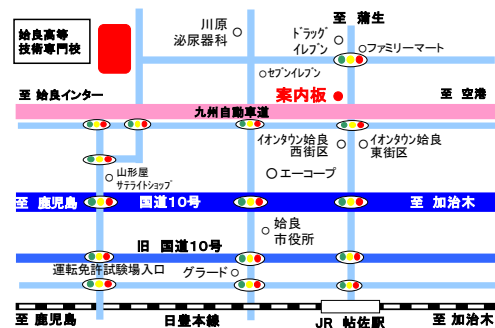 至 蒲生
川原
泌尿器科
ドラッグ
イレブン
ファミリーマート
姶良高等
技術専門校
セブンイレブン
至 姶良インター
案内板
至 空港
九州自動車道
イオンタウン姶良
西街区
イオンタウン姶良
東街区
山形屋
サテライトショップ
エーコープ
至 鹿児島
国道10号
至 加治木
姶良
市役所
旧 国道10号
運転免許試験場入口
グラード
至 鹿児島
日豊本線
JR 帖佐駅
至 加治木